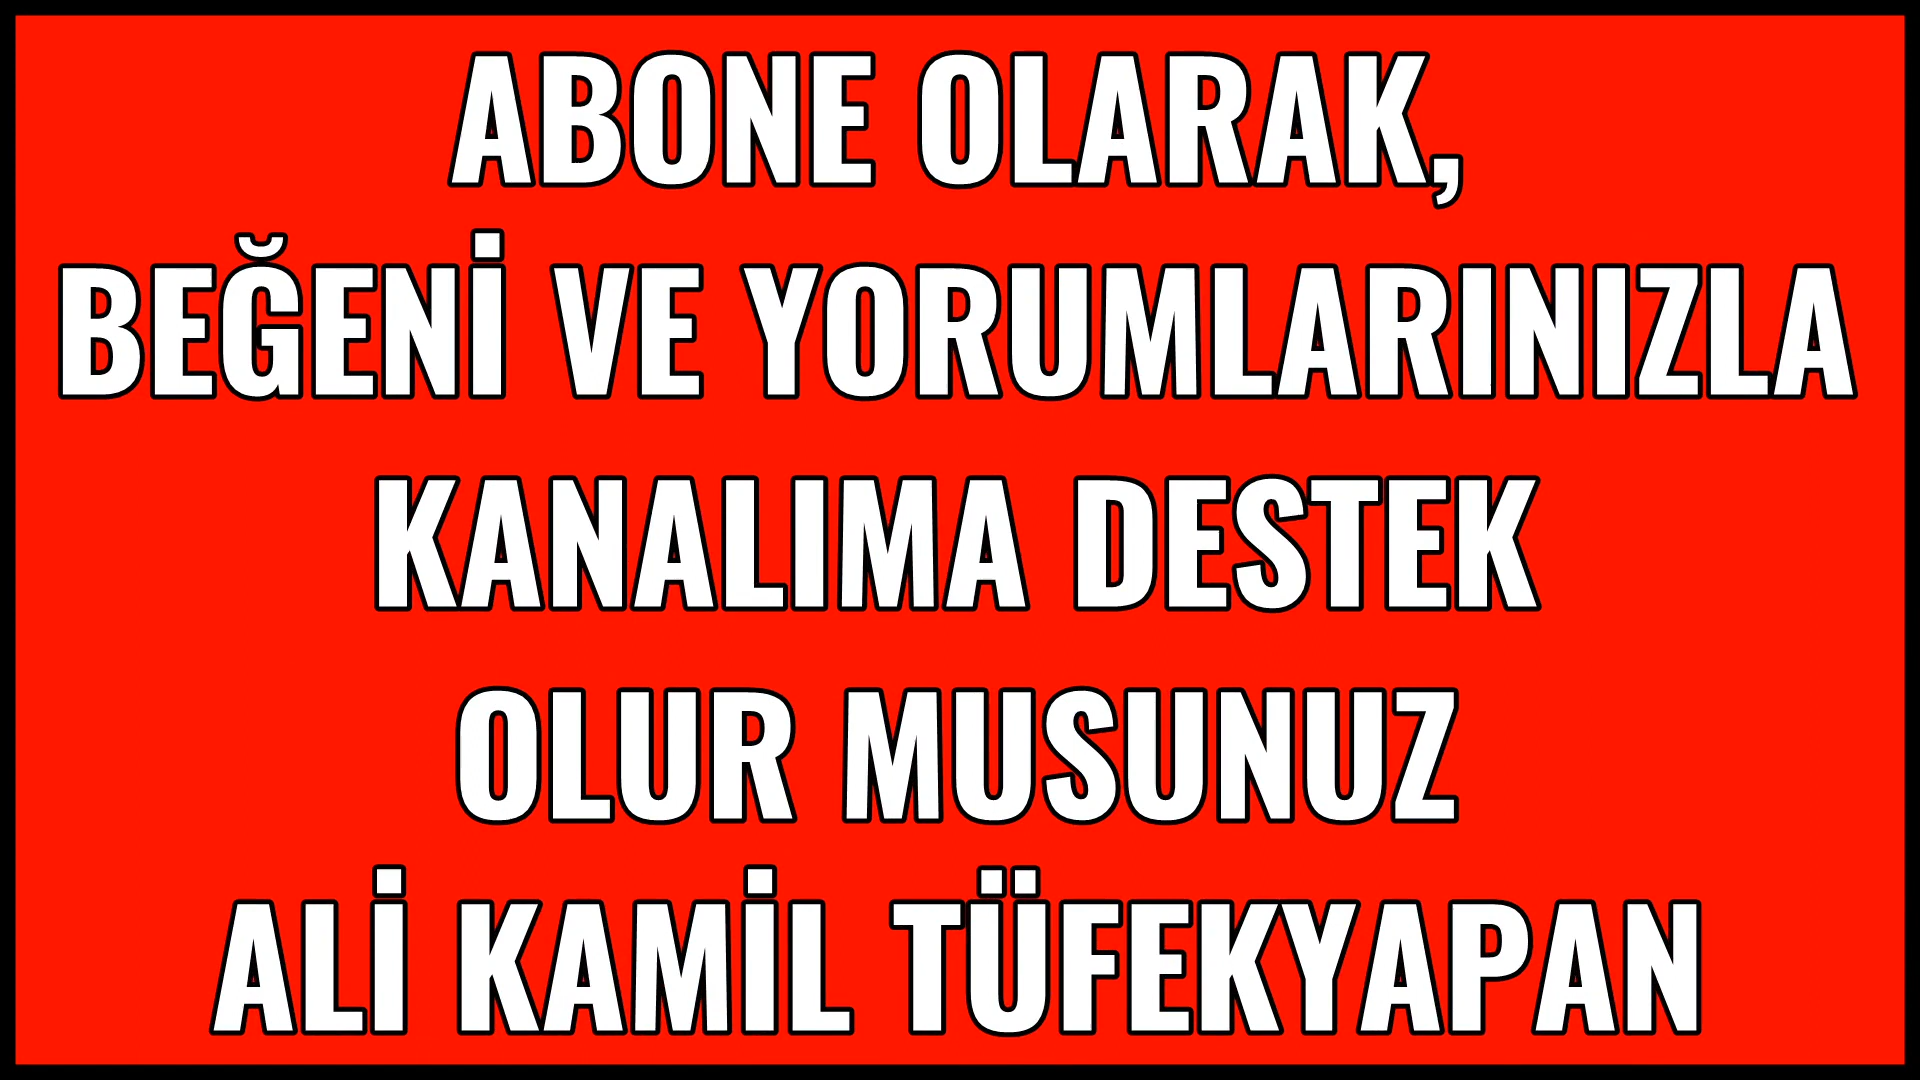 ABONE OLARAK,
BEĞENİ VE YORUMLARINIZLA
KANALIMA DESTEK
OLUR MUSUNUZ
ALİ KAMİL TÜFEKYAPAN